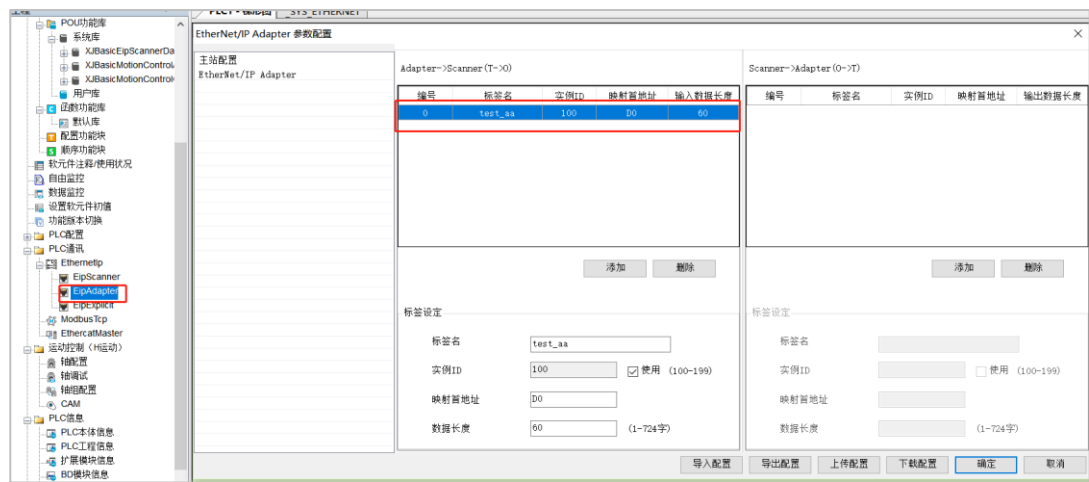 工程
POU功能库
系统库
XJBasicEipScannerDa
XJBasicMotionControl
XJBasicMotionControl
用户库
函数功能库
默认库
配置功能块
顺序功能块
软元件注释/使用状况
自由监控
数据监控
设置软元件初值
功能版本切换
PLC配置
PLC通讯
EthernetIp
EipScanner
EipAdapter
EipExplicit
ModbusTcp
EthercatMaster
运动控制（H运动）
轴配置
轴调试
轴组配置
CAM
PLC信息
PLC本体信息
PLC工程信息
扩展模块信息
BD模块信息
PLC1 - 梯形图 _SYS_ETHERNET
EtherNet/IP Adapter 参数配置
主站配置
EtherNet/IP Adapter
Adapter->Scanner(T->O)
编号 标签名 实例ID 映射首地址 输入数据长度
0 test_aa 100 D0 60
添加 删除
标签设定
标签名 test_aa
实例ID 100 使用 (100-199)
映射首地址 D0
数据长度 60 (1-724字)
Scanner->Adapter(O->T)
编号 标签名 实例ID 映射首地址 输出数据长度
添加 删除
标签设定
标签名
实例ID 使用 (100-199)
映射首地址
数据长度 (1-724字)
导入配置 导出配置 上传配置 下载配置 确定 取消